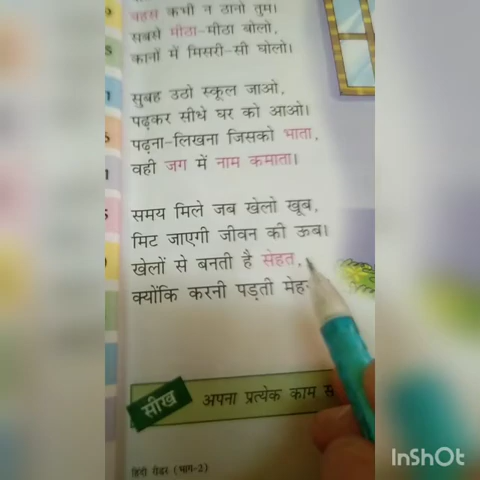 बहस कभी न ठानो तुम।
सबसे मीठा-मीठा बोलो,
कानों में मिसरी-सी घोलो।
सुबह उठो स्कूल जाओ,
पढ़कर सीधे घर को आओ।
पढ़ना-लिखना जिसको भाता,
वही जग में नाम कमाता।
समय मिले जब खेलो खूब,
मिट जाएगी जीवन की ऊब।
खेलों से बनती है सेहत,
क्योंकि करनी पड़ती
सीख
अपना प्रत्येक काम
हिंदी रीडर (भाग-2)
InShOt